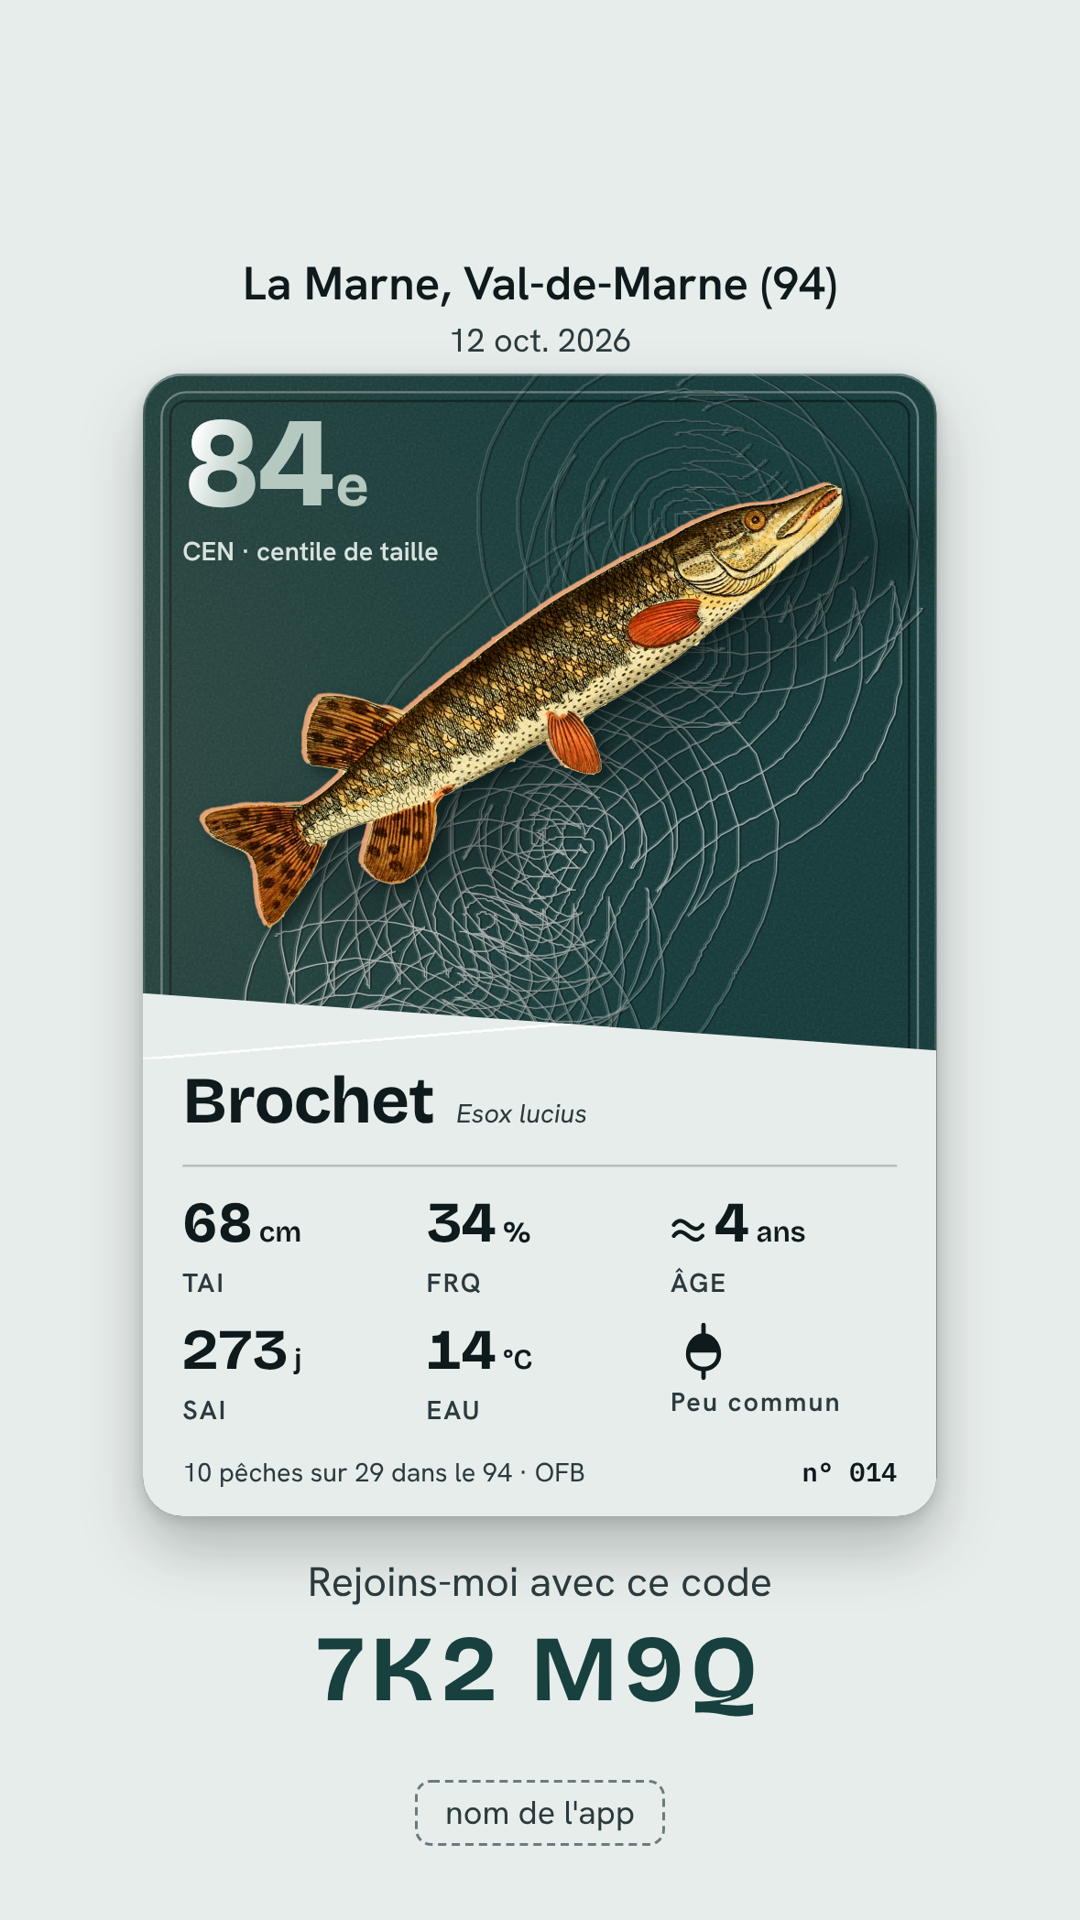 La Marne, Val-de-Marne (94)
12 oct. 2026
84e
CEN · centile de taille
Brochet Esox lucius
68 cm 34 % ≈ 4 ans
TAI FRQ ÂGE
273 j 14 °C
SAI EAU Peu commun
10 pêches sur 29 dans le 94 · OFB n° 014
Rejoins-moi avec ce code
7K2 M9Q
nom de l'app